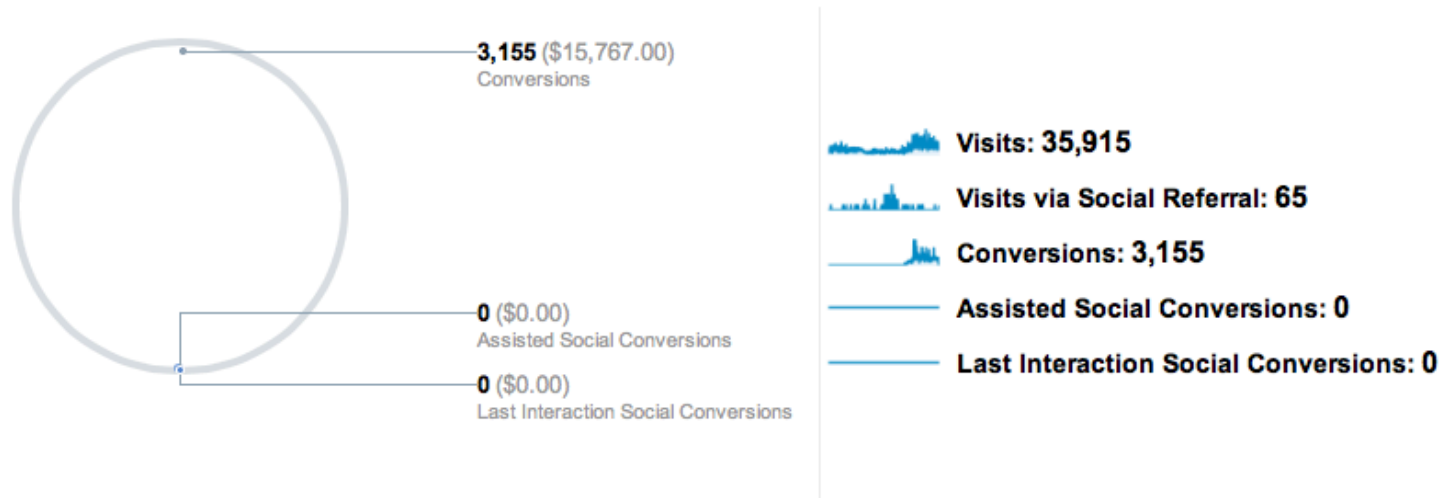 3,155 ($15,767.00)
Conversions
0 ($0.00)
Assisted Social Conversions
0 ($0.00)
Last Interaction Social Conversions
Visits: 35,915
Visits via Social Referral: 65
Conversions: 3,155
Assisted Social Conversions: 0
Last Interaction Social Conversions: 0